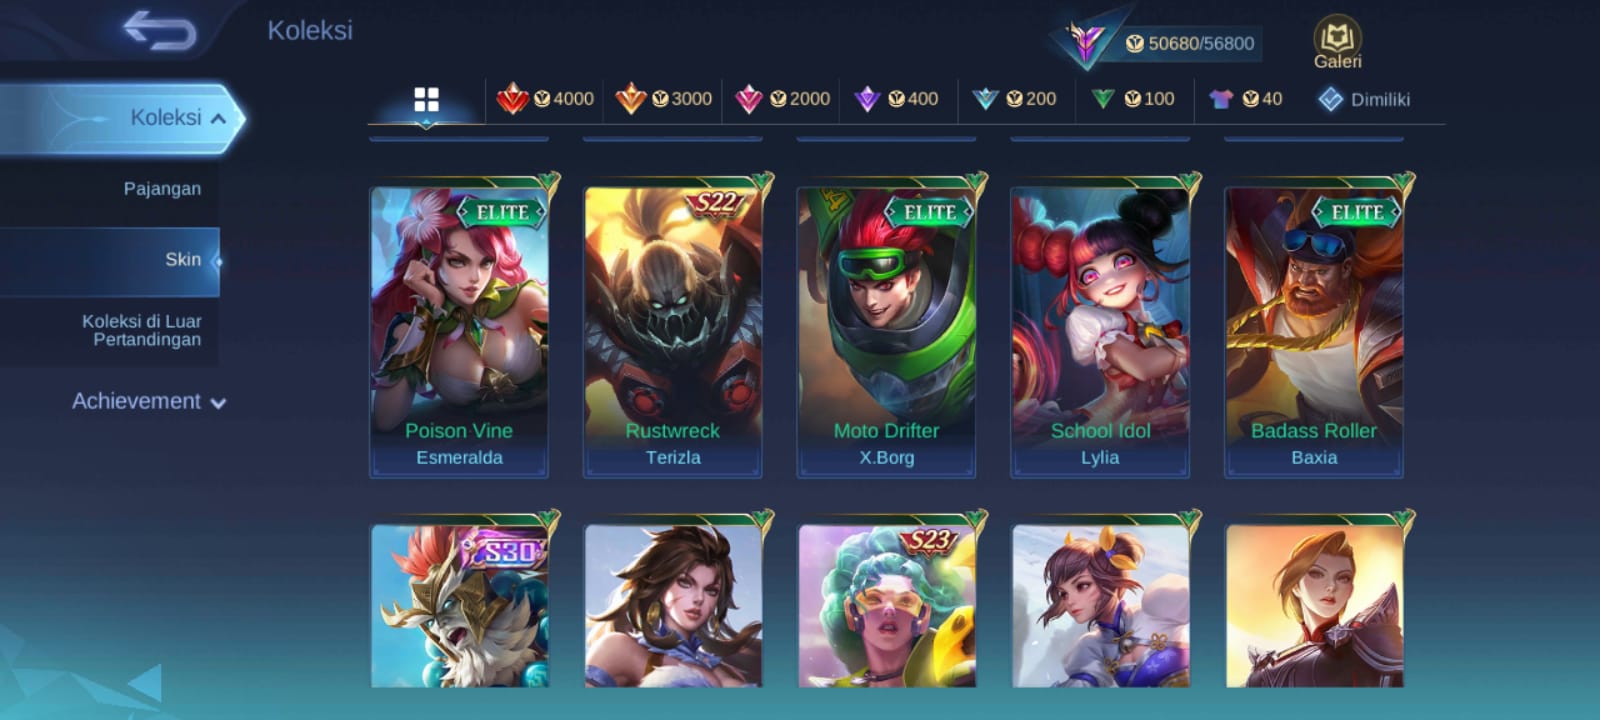 Koleksi
50680/56800
Galeri
4000
3000
2000
400
200
100
40
Dimiliki
Koleksi
Pajangan
Skin
Koleksi di Luar
Pertandingan
Achievement
ELITE
S22
ELITE
ELITE
Poison Vine
Esmeralda
Rustwreck
Terizla
Moto Drifter
X.Borg
School Idol
Lylia
Badass Roller
Baxia
S30
S23